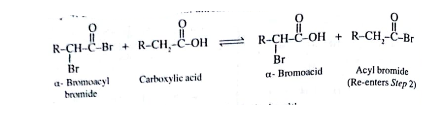 O O O O
R–CH–C–Br + R–CH₂–C–OH ⇌ R–CH–C–OH + R–CH₂–C–Br
Br Br
α- Bromoacyl bromide Carboxylic acid α- Bromoacid Acyl bromide
(Re-enters Step 2)